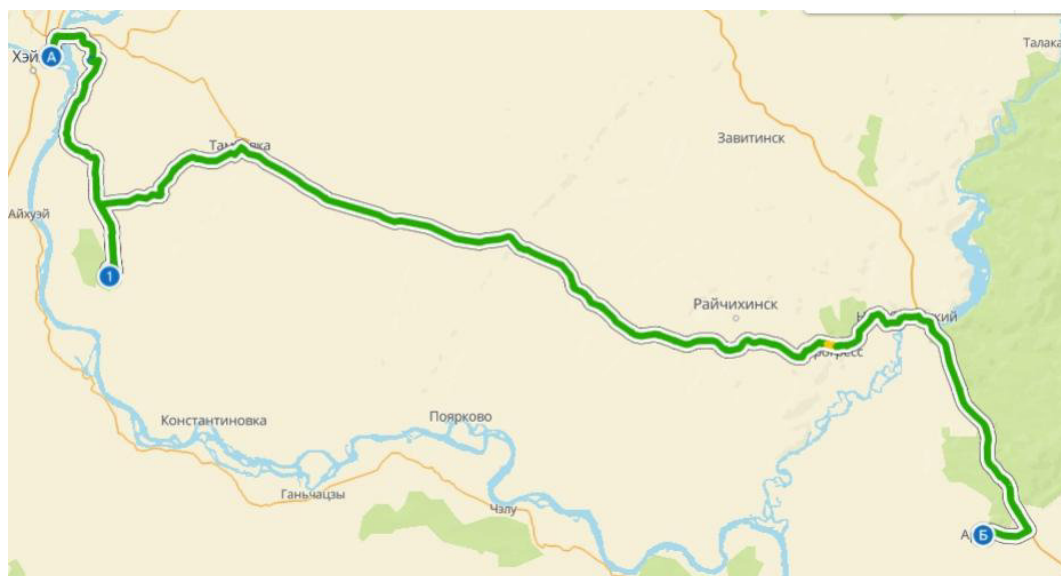 Талака
Хэй
А
Завитинск
Айхуэй
1
Райчихинск
Константиновка
Поярково
Ганьчацзы
Чэлу
А
Б